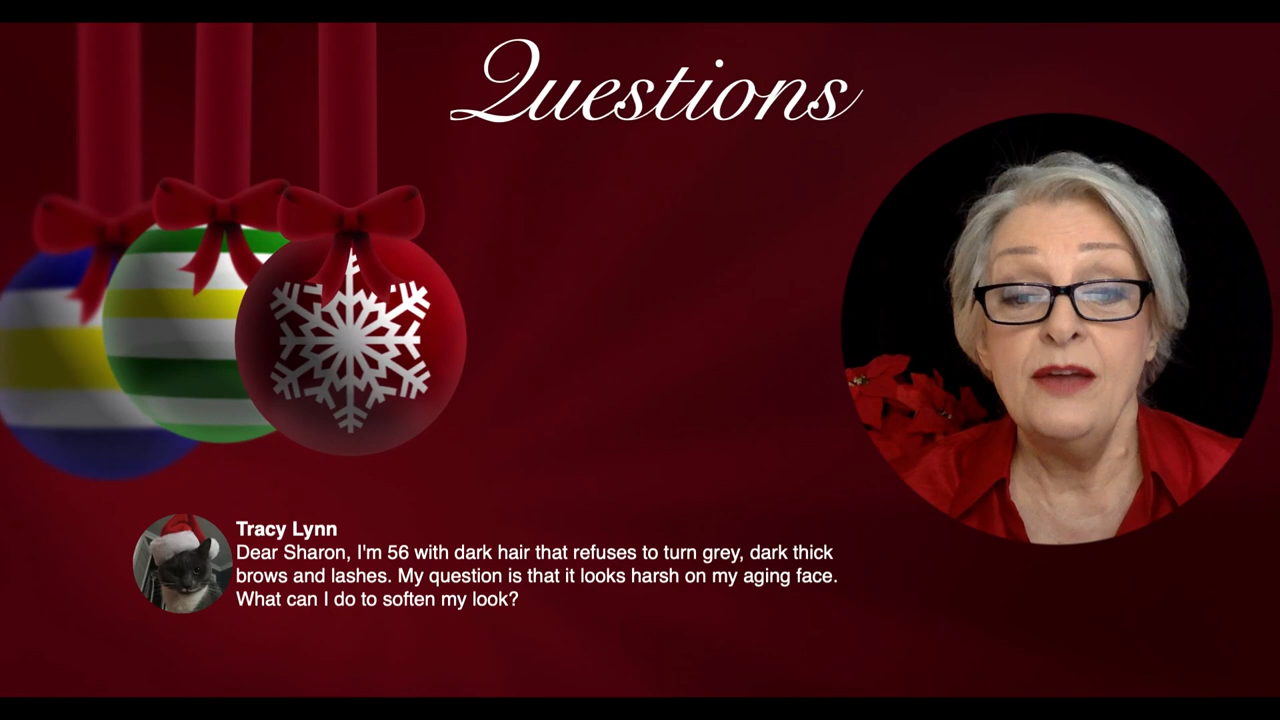 Questions
Tracy Lynn
Dear Sharon, I'm 56 with dark hair that refuses to turn grey, dark thick
brows and lashes. My question is that it looks harsh on my aging face.
What can I do to soften my look?